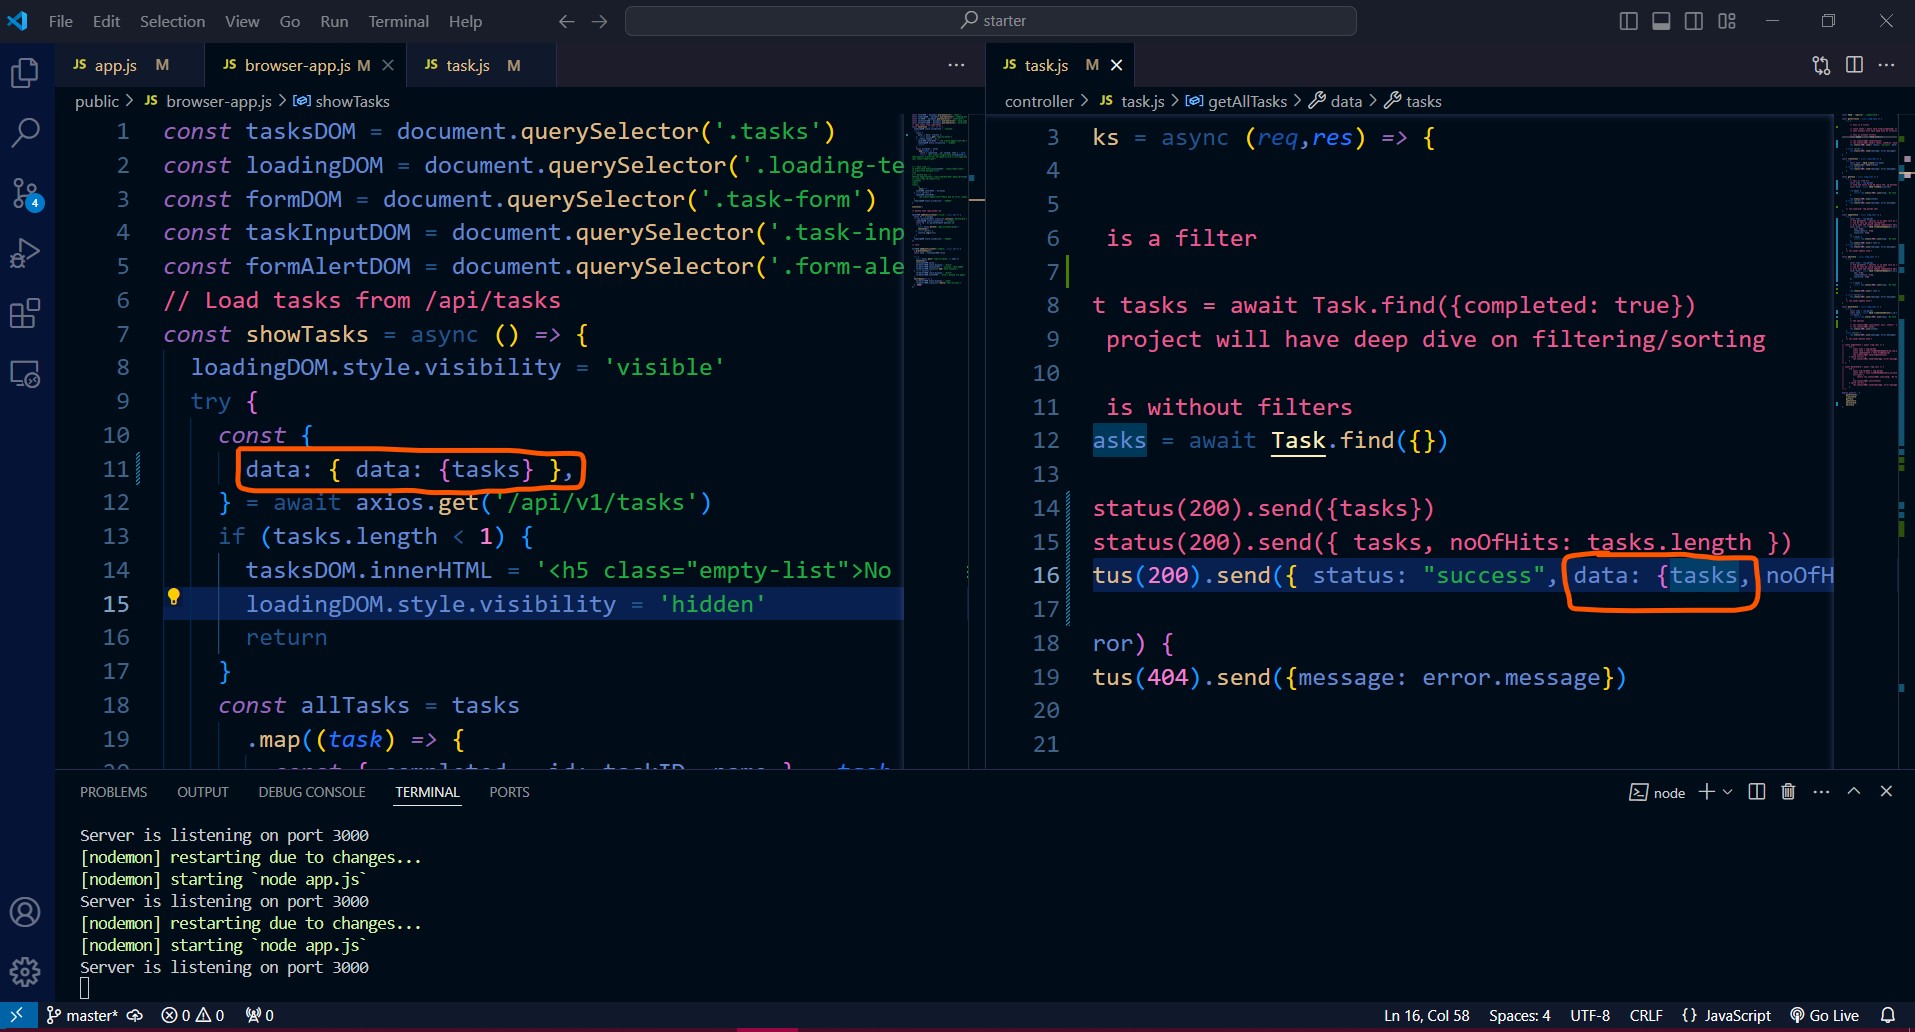 File Edit Selection View Go Run Terminal Help
starter
JS app.js M
JS browser-app.js M
JS task.js M
public > JS browser-app.js > showTasks
1 const tasksDOM = document.querySelector('.tasks')
2 const loadingDOM = document.querySelector('.loading-te
3 const formDOM = document.querySelector('.task-form')
4 const taskInputDOM = document.querySelector('.task-inp
5 const formAlertDOM = document.querySelector('.form-ale
6 // Load tasks from /api/tasks
7 const showTasks = async () => {
8 loadingDOM.style.visibility = 'visible'
9 try {
10 const {
11 data: { data: {tasks} },
12 } = await axios.get('/api/v1/tasks')
13 if (tasks.length < 1) {
14 tasksDOM.innerHTML = '<h5 class="empty-list">No
15 loadingDOM.style.visibility = 'hidden'
16 return
17 }
18 const allTasks = tasks
19 .map((task) => {
JS task.js M
controller > JS task.js > getAllTasks > data > tasks
3 ks = async (req,res) => {
4
5
6 is a filter
7
8 t tasks = await Task.find({completed: true})
9 project will have deep dive on filtering/sorting
10
11 is without filters
12 asks = await Task.find({})
13
14 status(200).send({tasks})
15 status(200).send({ tasks, noOfHits: tasks.length })
16 tus(200).send({ status: "success", data: {tasks, noOfH
17
18 ror) {
19 tus(404).send({message: error.message})
20
21
4
PROBLEMS OUTPUT DEBUG CONSOLE TERMINAL PORTS
node
Server is listening on port 3000
[nodemon] restarting due to changes...
[nodemon] starting `node app.js`
Server is listening on port 3000
[nodemon] restarting due to changes...
[nodemon] starting `node app.js`
Server is listening on port 3000
master* 0 0 0
Ln 16, Col 58 Spaces: 4 UTF-8 CRLF {} JavaScript Go Live